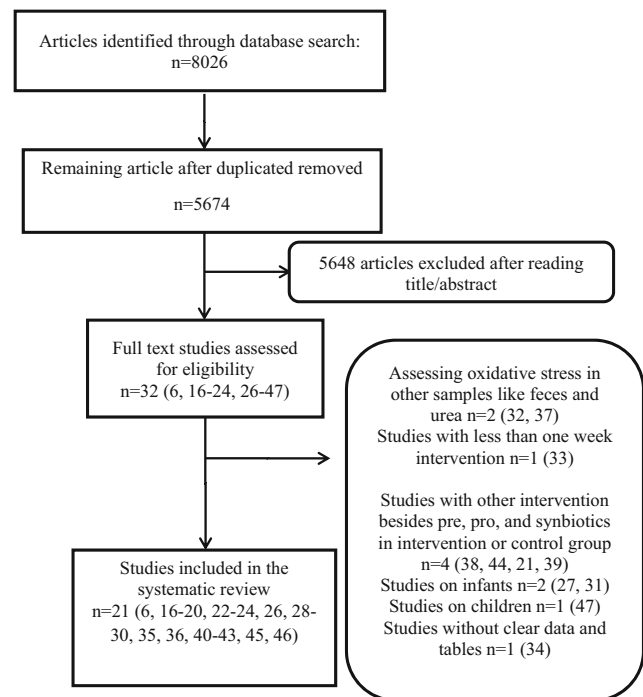 Articles identified through database search:
n=8026
Remaining article after duplicated removed
n=5674
5648 articles excluded after reading
title/abstract
Full text studies assessed
for eligibility
n=32 (6, 16-24, 26-47)
Assessing oxidative stress in
other samples like feces and
urea n=2 (32, 37)
Studies with less than one week
intervention n=1 (33)
Studies with other intervention
besides pre, pro, and synbiotics
in intervention or control group
n=4 (38, 44, 21, 39)
Studies on infants n=2 (27, 31)
Studies on children n=1 (47)
Studies without clear data and
tables n=1 (34)
Studies included in the
systematic review
n=21 (6, 16-20, 22-24, 26, 28-
30, 35, 36, 40-43, 45, 46)